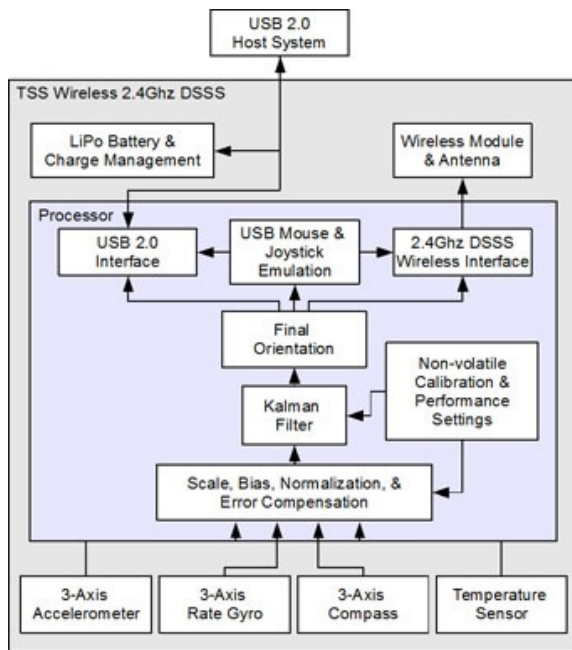 USB 2.0
Host System
TSS Wireless 2.4Ghz DSSS
LiPo Battery &
Charge Management
Wireless Module
& Antenna
Processor
USB 2.0
Interface
USB Mouse &
Joystick
Emulation
2.4Ghz DSSS
Wireless Interface
Final
Orientation
Non-volatile
Calibration &
Performance
Settings
Kalman
Filter
Scale, Bias, Normalization, &
Error Compensation
3-Axis
Accelerometer
3-Axis
Rate Gyro
3-Axis
Compass
Temperature
Sensor